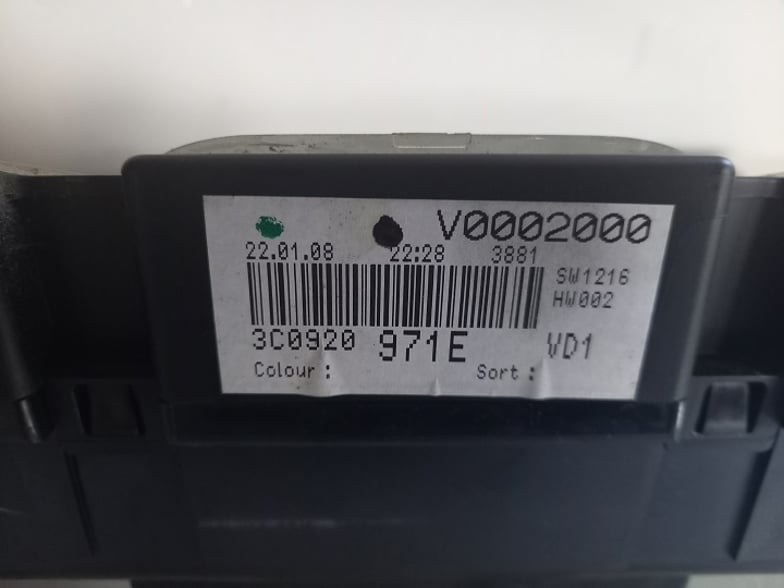 V0002000
22.01.08 22:28 3881
SW1216
HW002
3C0920 971E VD1
Colour : Sort :